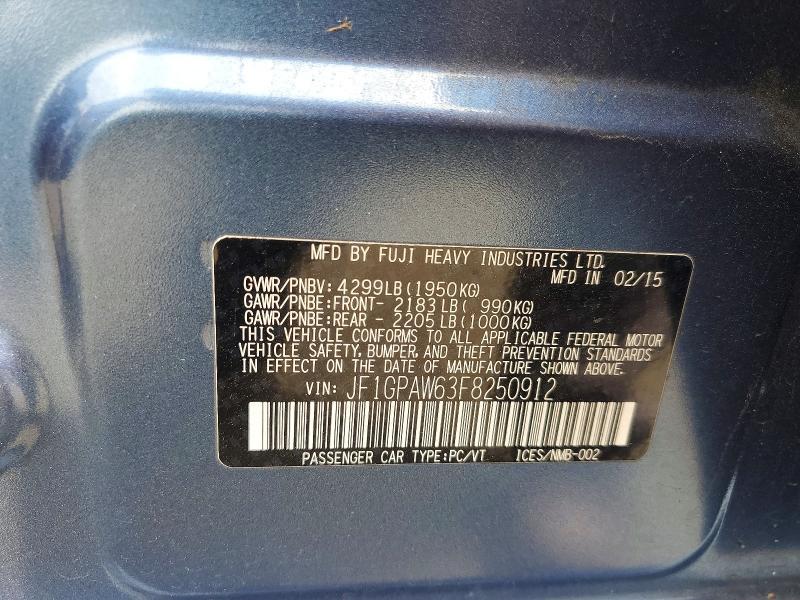 MFD BY FUJI HEAVY INDUSTRIES LTD.
MFD IN 02/15
GVWR/PNBV: 4299LB(1950KG)
GAWR/PNBE:FRONT- 2183LB( 990KG)
GAWR/PNBE:REAR - 2205LB(1000KG)
THIS VEHICLE CONFORMS TO ALL APPLICABLE FEDERAL MOTOR
VEHICLE SAFETY, BUMPER, AND THEFT PREVENTION STANDARDS
IN EFFECT ON THE DATE OF MANUFACTURE SHOWN ABOVE.
VIN: JF1GPAW63F8250912
PASSENGER CAR TYPE:PC/VT ICES/NMB-002